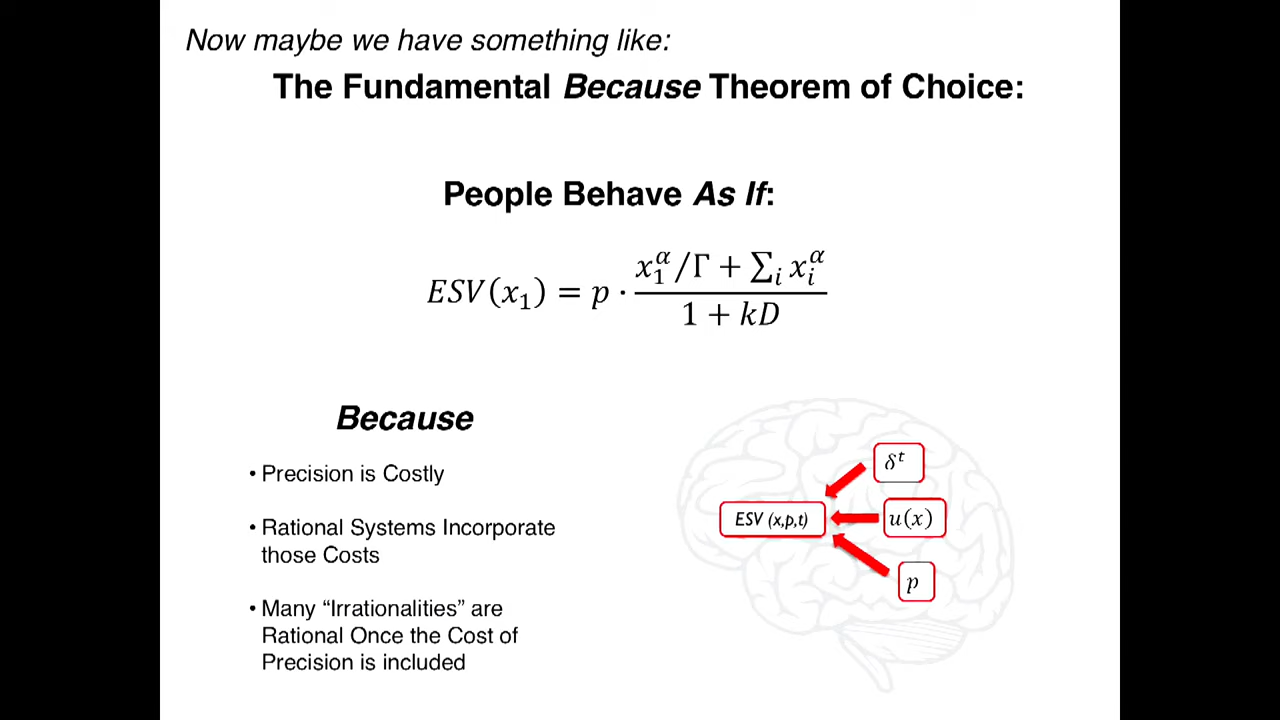 Now maybe we have something like:
The Fundamental Because Theorem of Choice:
People Behave As If:
ESV(x₁) = p · (x₁^α/Γ + ∑ᵢ xᵢ^α) / (1 + kD)
Because
• Precision is Costly
• Rational Systems Incorporate
those Costs
• Many “Irrationalities” are
Rational Once the Cost of
Precision is included
δᵗ
ESV (x,p,t)
u(x)
p